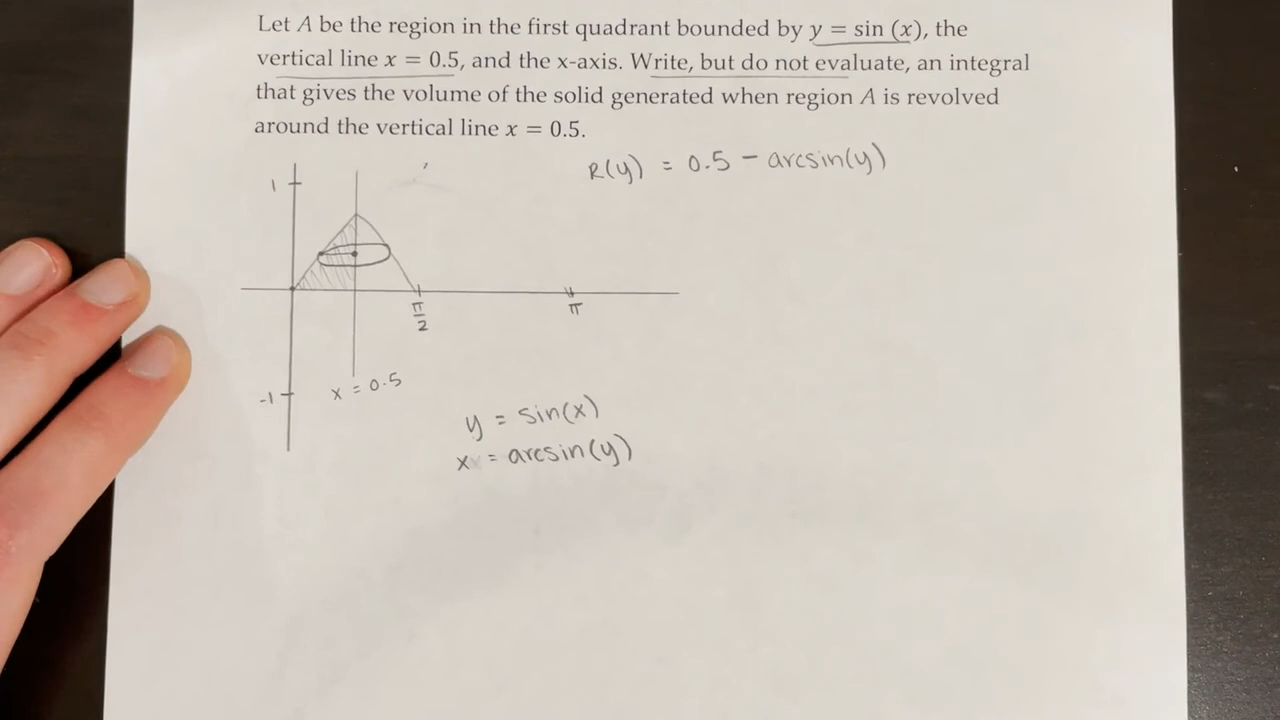 Let A be the region in the first quadrant bounded by y = sin (x), the
vertical line x = 0.5, and the x-axis. Write, but do not evaluate, an integral
that gives the volume of the solid generated when region A is revolved
around the vertical line x = 0.5.
R(y) = 0.5 - arcsin(y)
1
π/2
π
-1
x = 0.5
y = sin(x)
x = arcsin(y)